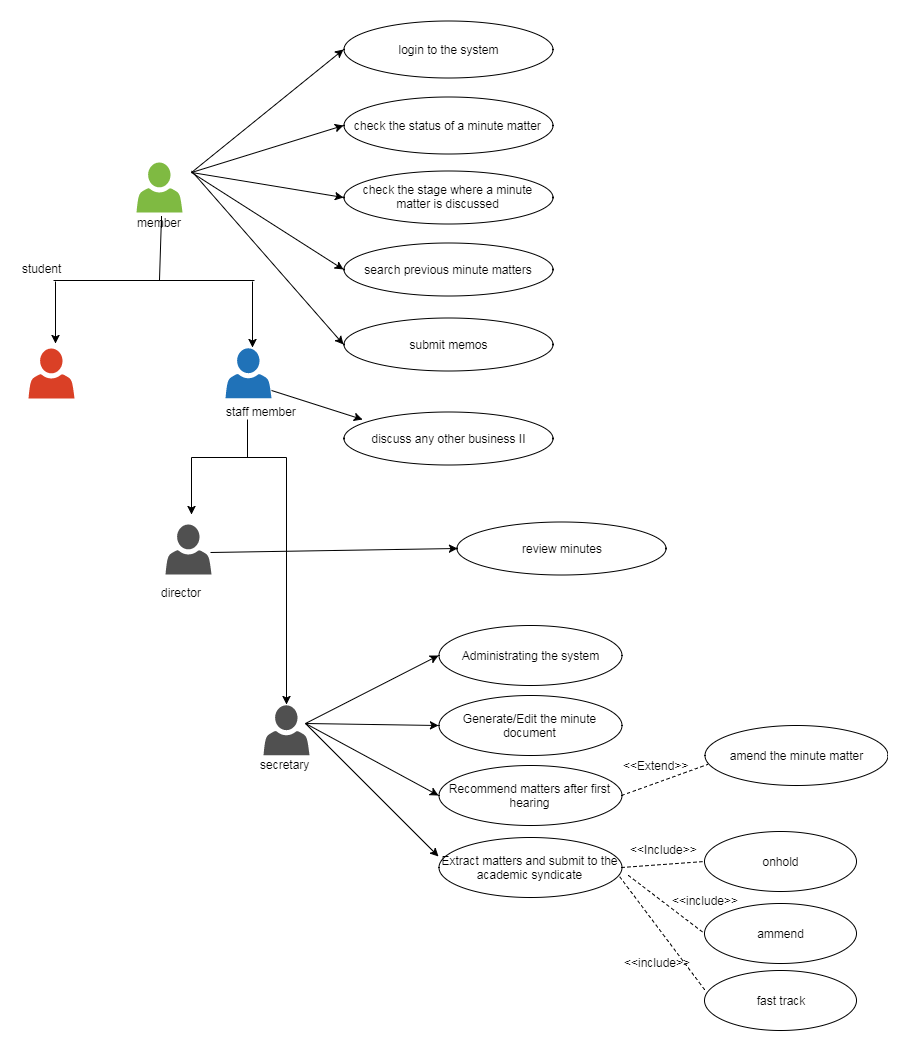 login to the system
check the status of a minute matter
check the stage where a minute
matter is discussed
member
student
search previous minute matters
submit memos
staff member
discuss any other business II
review minutes
director
Administrating the system
Generate/Edit the minute
document
secretary
<<Extend>>
amend the minute matter
Recommend matters after first
hearing
<<Include>>
Extract matters and submit to the
academic syndicate
onhold
<<include>>
ammend
<<include>>
fast track